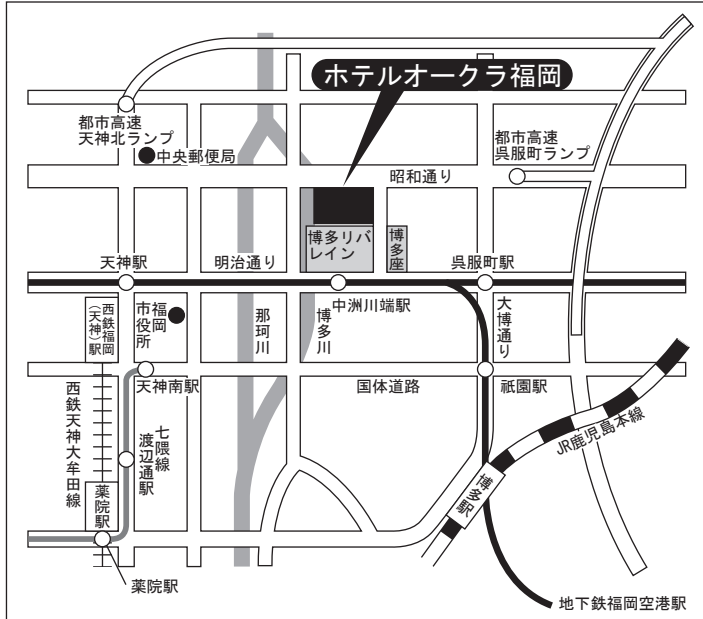 ホテルオークラ福岡
都市高速
天神北ランプ
中央郵便局
都市高速
呉服町ランプ
昭和通り
博多リバ
レイン
博多座
天神駅
明治通り
呉服町駅
中洲川端駅
西鉄福岡
(天神)駅
福岡
市役所
那珂川
博多川
大博通り
天神南駅
国体道路
祇園駅
西鉄天神大牟田線
七隈線
渡辺通駅
JR鹿児島本線
博多駅
薬院駅
薬院駅
地下鉄福岡空港駅